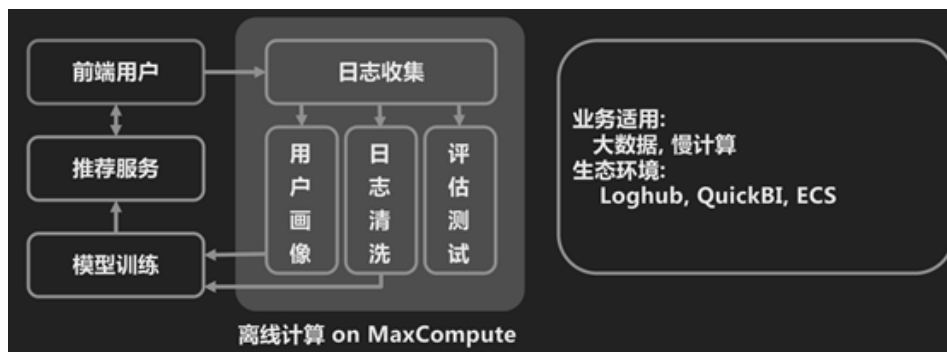 前端用户
日志收集
推荐服务
用户画像
日志清洗
评估测试
模型训练
离线计算 on MaxCompute
业务适用:
大数据, 慢计算
生态环境:
Loghub, QuickBI, ECS